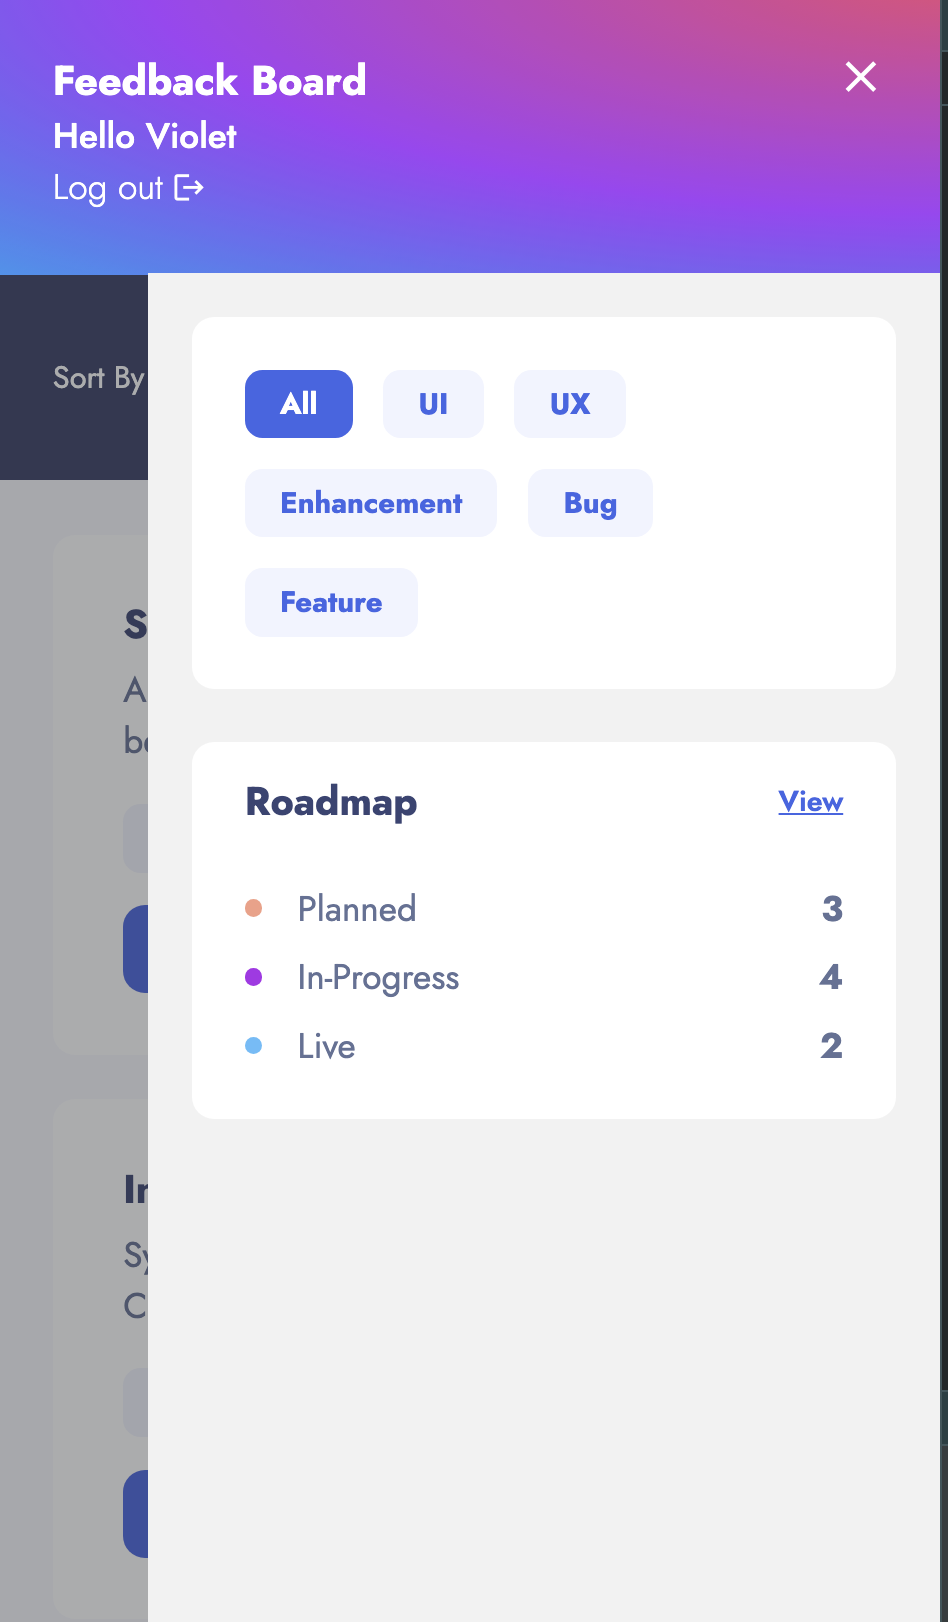 Feedback Board
Hello Violet
Log out
Sort By
All UI UX
Enhancement Bug
Feature
Roadmap View
Planned 3
In-Progress 4
Live 2